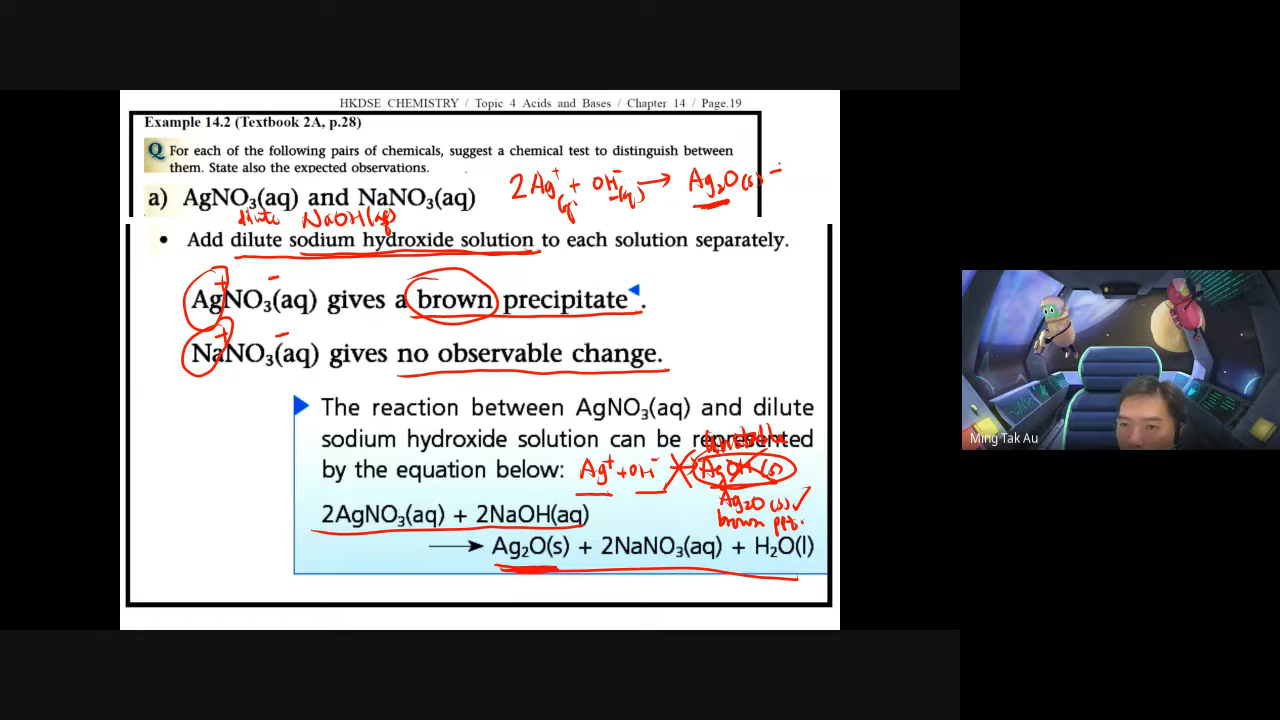 HKDSE CHEMISTRY / Topic 4 Acids and Bases / Chapter 14 / Page.19
Example 14.2 (Textbook 2A, p.28)
Q For each of the following pairs of chemicals, suggest a chemical test to distinguish between
them. State also the expected observations.
2Ag⁺(aq) + OH⁻(aq) → Ag₂O(s) +
a) AgNO₃(aq) and NaNO₃(aq)
dilute NaOH(aq)
• Add dilute sodium hydroxide solution to each solution separately.
+ −
AgNO₃(aq) gives a brown precipitate.
+ −
NaNO₃(aq) gives no observable change.
The reaction between AgNO₃(aq) and dilute
unstable
sodium hydroxide solution can be represented
by the equation below: Ag⁺ + OH⁻ → AgOH(s)
Ag₂O(s) ✓
brown ppt.
2AgNO₃(aq) + 2NaOH(aq)
⟶ Ag₂O(s) + 2NaNO₃(aq) + H₂O(l)
Ming Tak Au